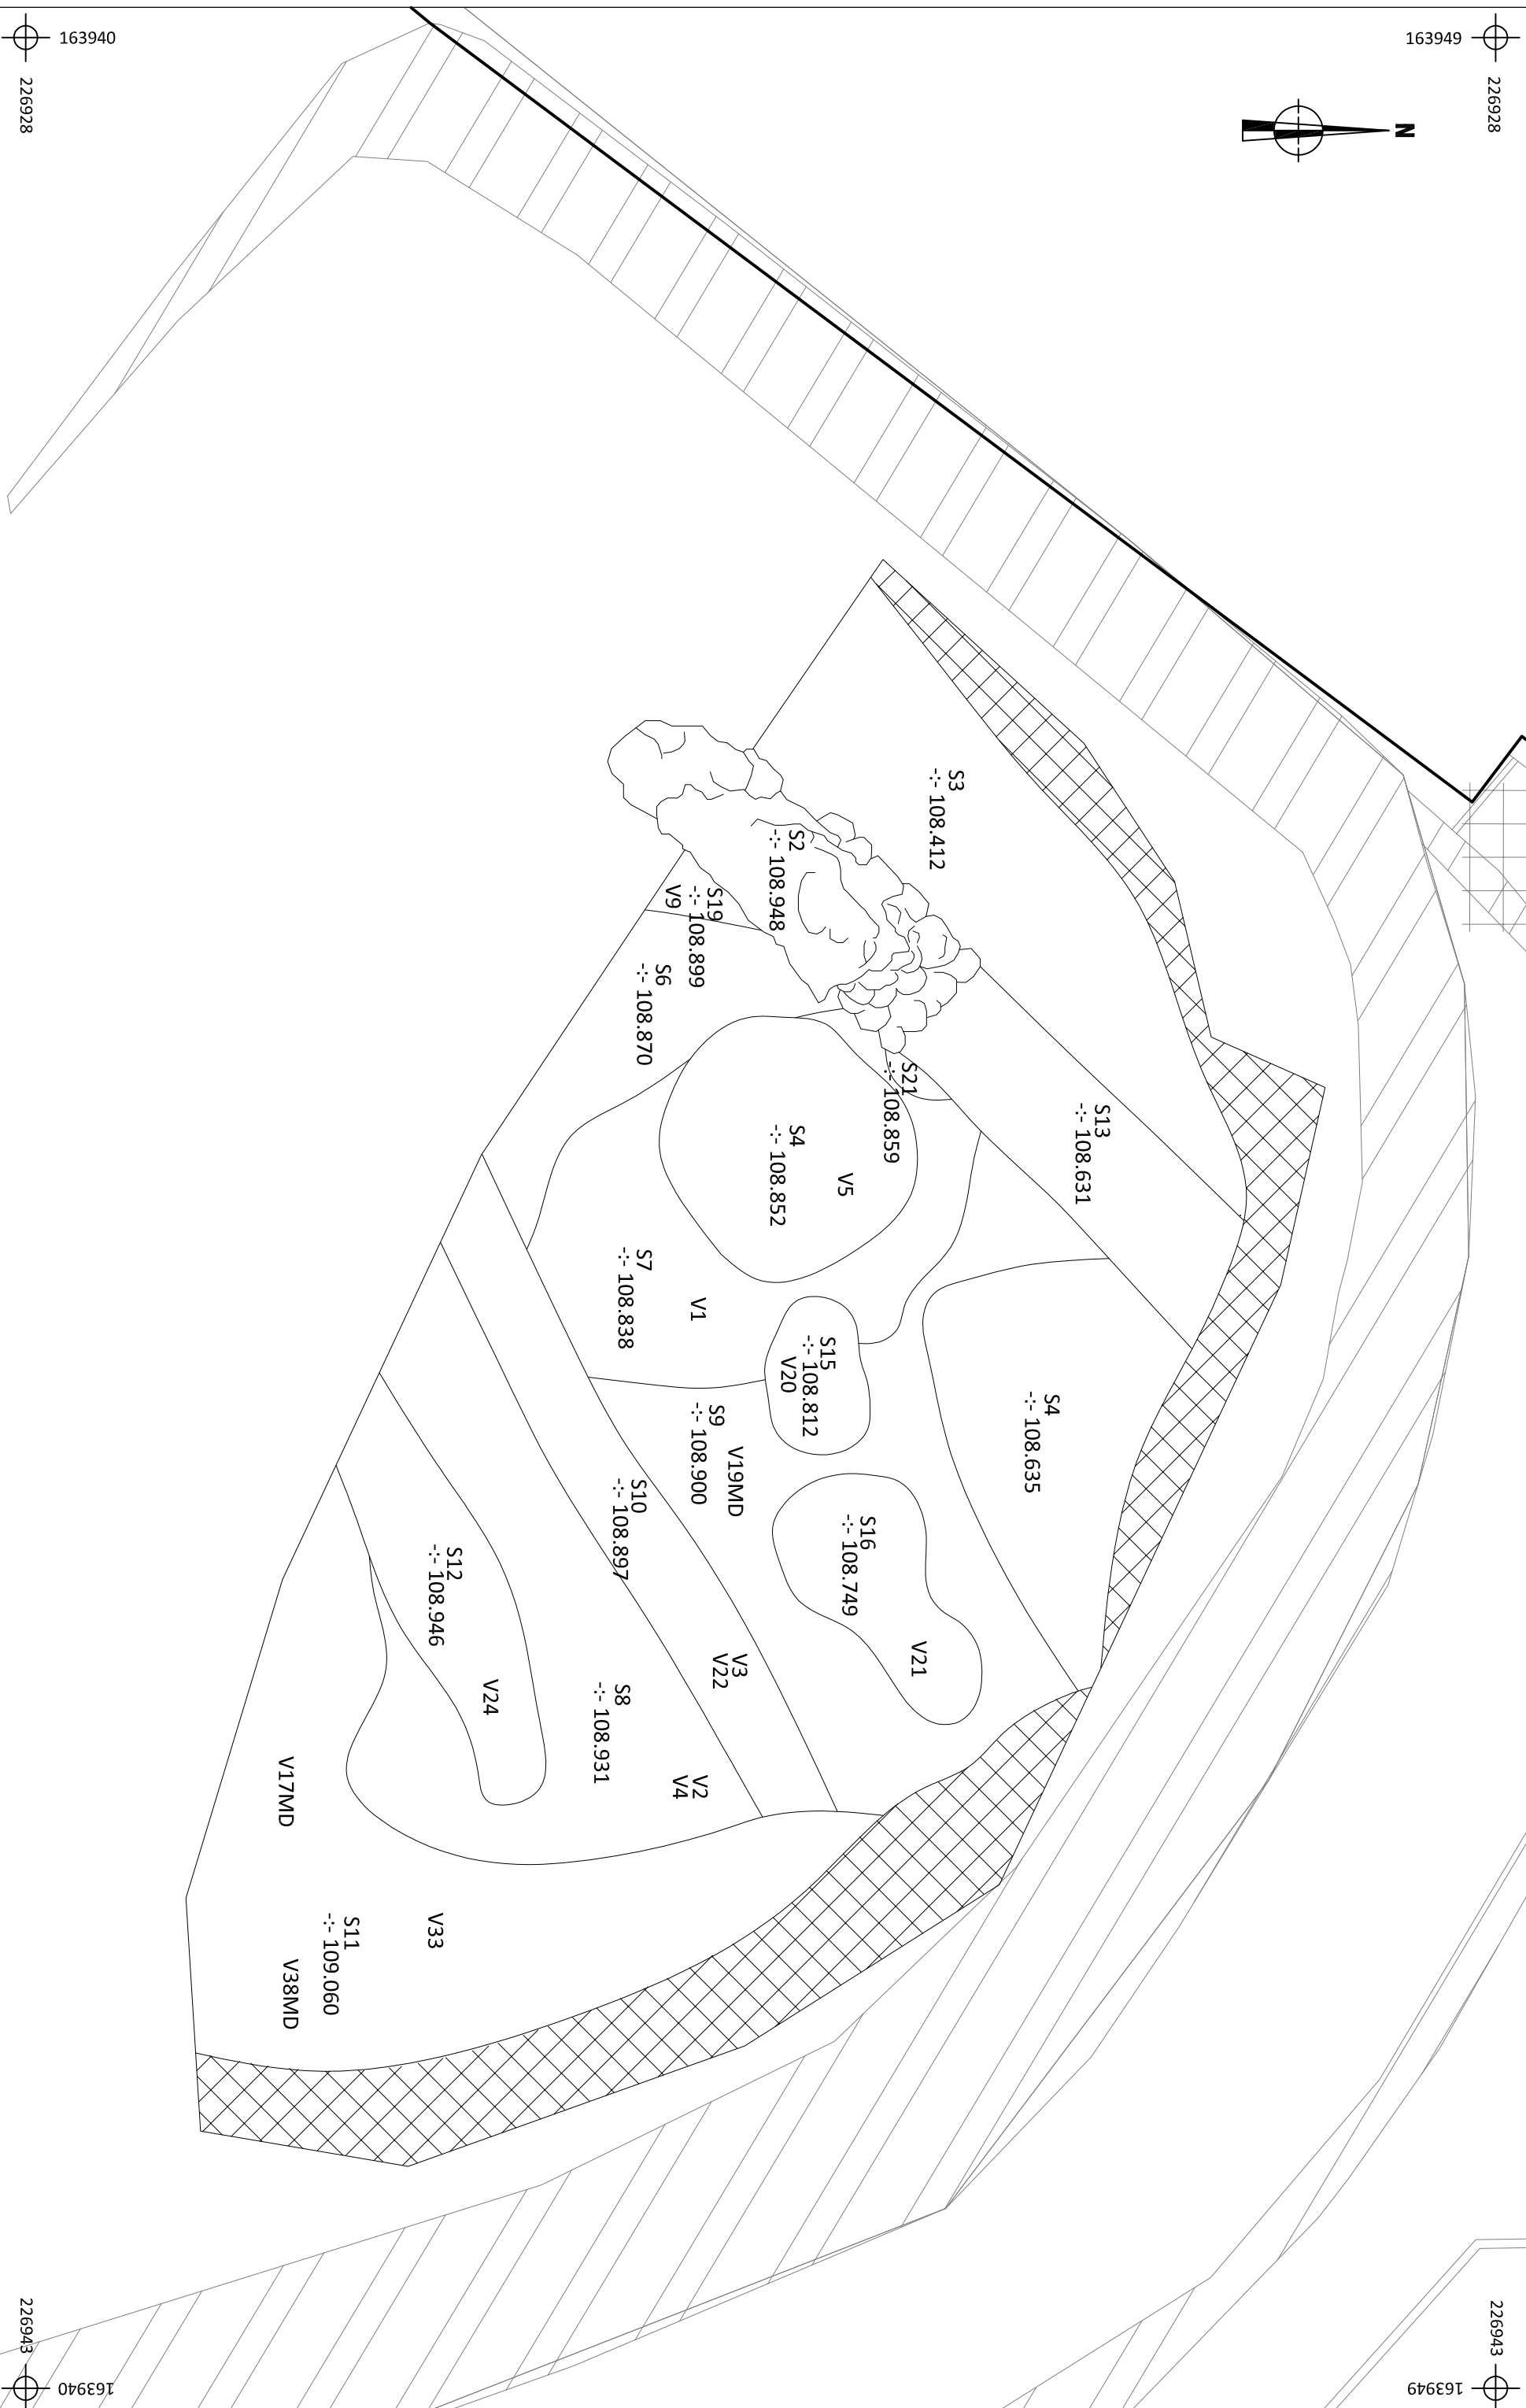 163940
226928
163949
226928
N
S3
-:- 108.412
S2
-:- 108.948
S19
-:- 108.899
V9
S6
-:- 108.870
S21
-:- 108.859
S13
-:- 108.631
S4
-:- 108.852
V5
S7
-:- 108.838
V1
S15
-:- 108.812
V20
S4
-:- 108.635
S9
-:- 108.900
V19MD
S10
-:- 108.897
S16
-:- 108.749
V21
S12
-:- 108.946
V24
V3
V22
S8
-:- 108.931
V2
V4
V17MD
V33
S11
-:- 109.060
V38MD
226943
163940
226943
163949